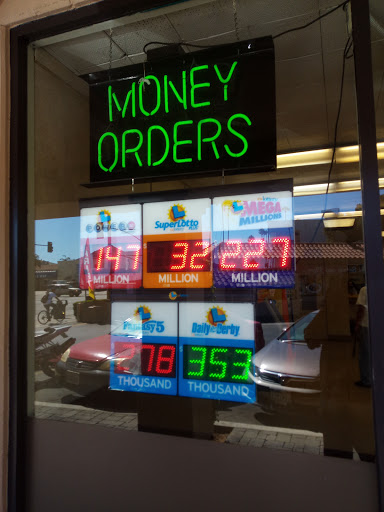 MONEY
ORDERS
SuperLotto
MEGA
MILLIONS
147
32
227
MILLION
MILLION
MILLION
Fantasy 5
Daily Derby
78
353
THOUSAND
THOUSAND